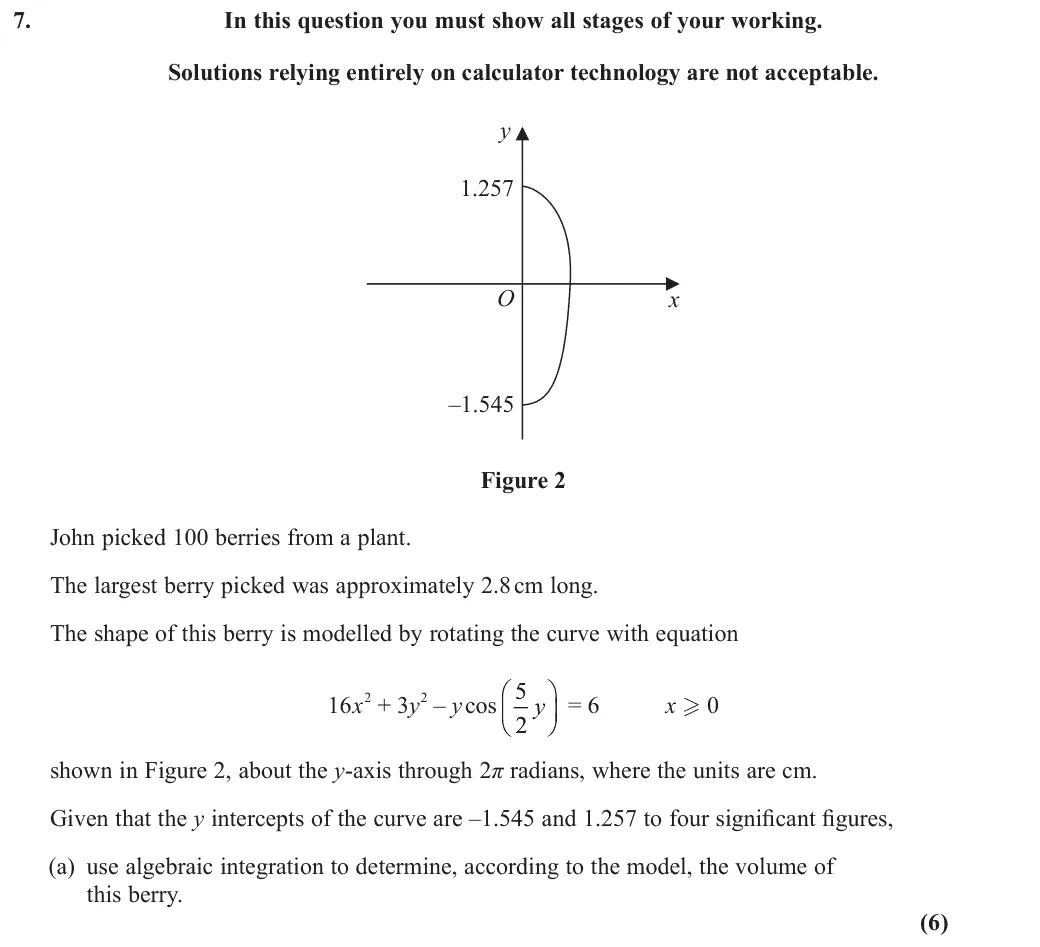 7. In this question you must show all stages of your working.
Solutions relying entirely on calculator technology are not acceptable.
y
1.257
O
x
–1.545
Figure 2
John picked 100 berries from a plant.
The largest berry picked was approximately 2.8 cm long.
The shape of this berry is modelled by rotating the curve with equation
16x² + 3y² – y cos(5/2 y) = 6 x ⩾ 0
shown in Figure 2, about the y-axis through 2π radians, where the units are cm.
Given that the y intercepts of the curve are –1.545 and 1.257 to four significant figures,
(a) use algebraic integration to determine, according to the model, the volume of
this berry.
(6)